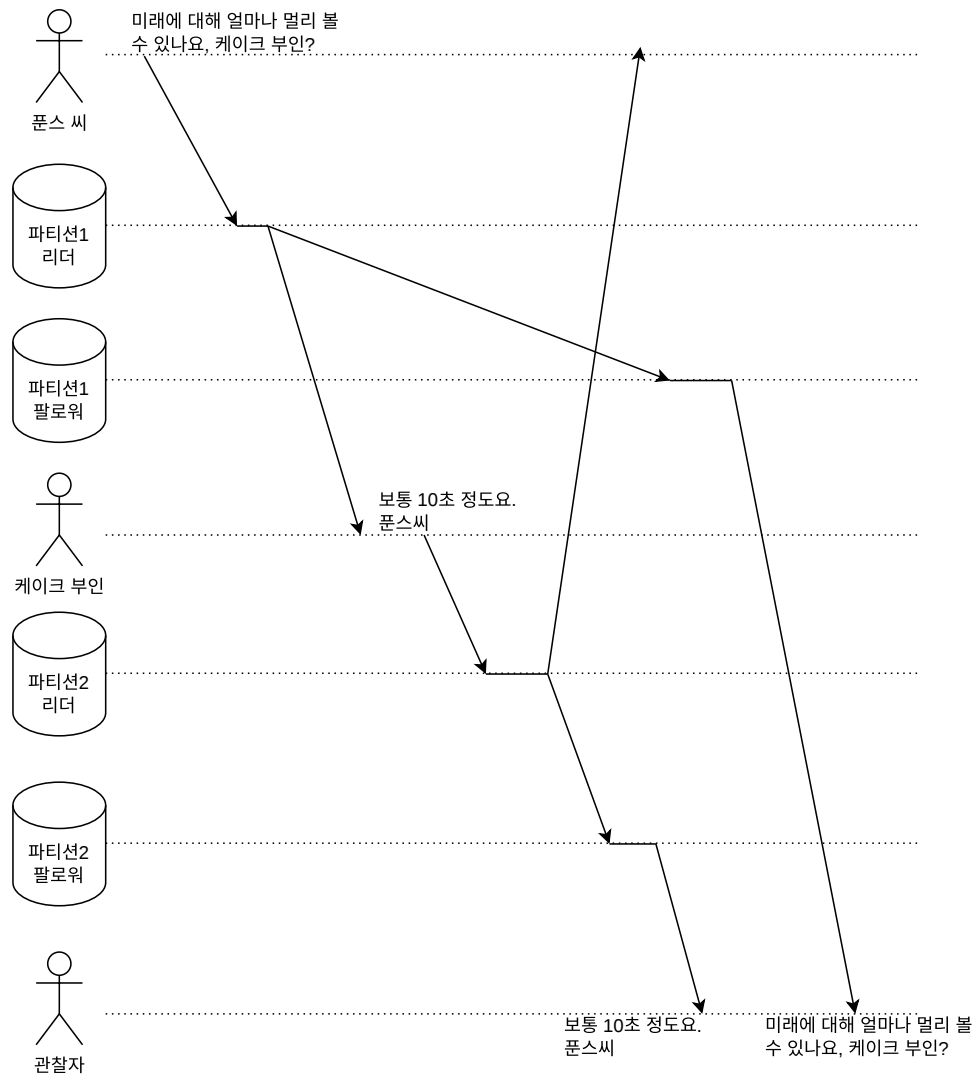 미래에 대해 얼마나 멀리 볼
수 있나요, 케이크 부인?
푼스 씨
파티션1
리더
파티션1
팔로워
보통 10초 정도요.
푼스씨
케이크 부인
파티션2
리더
파티션2
팔로워
보통 10초 정도요.
푼스씨
미래에 대해 얼마나 멀리 볼
수 있나요, 케이크 부인?
관찰자